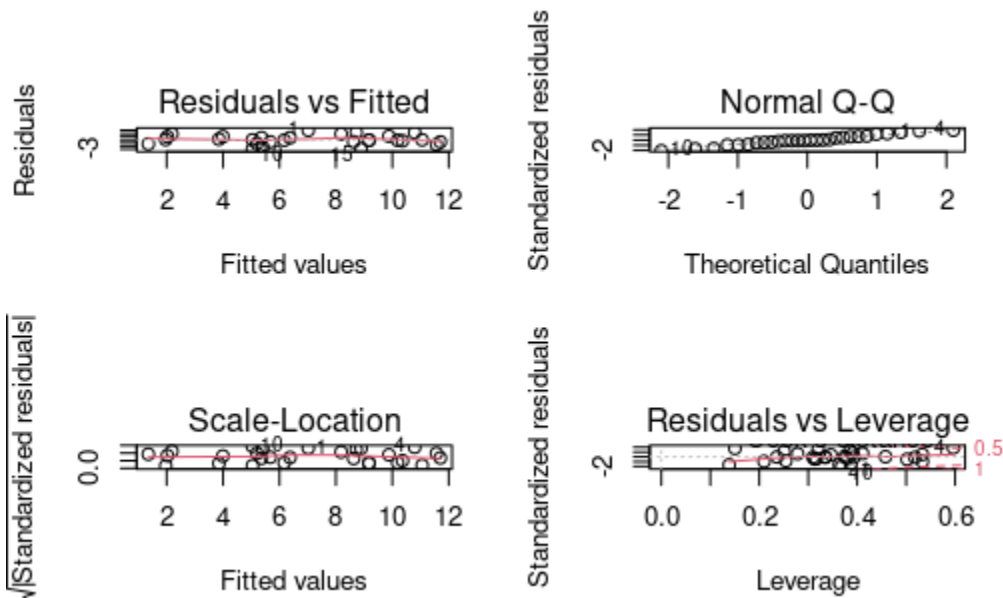 Residuals vs Fitted
Residuals
-3
1
10
15
2 4 6 8 10 12
Fitted values
Normal Q-Q
Standardized residuals
-2
10
1
4
-2 -1 0 1 2
Theoretical Quantiles
Scale-Location
√|Standardized residuals|
0.0
10
1
4
2 4 6 8 10 12
Fitted values
Residuals vs Leverage
Standardized residuals
-2
4
0.5
1
0.0 0.2 0.4 0.6
Leverage